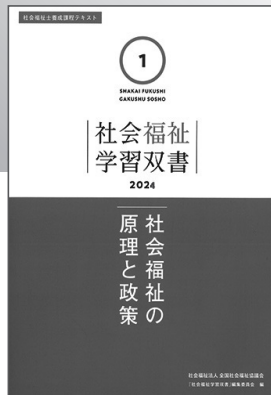 社会福祉士養成課程テキスト
1
SHAKAI FUKUSHI
GAKUSHU SOSHO
社会福祉
学習双書
2024
社会福祉の
原理と政策
社会福祉法人 全国社会福祉協議会
「社会福祉学習双書」編集委員会 編